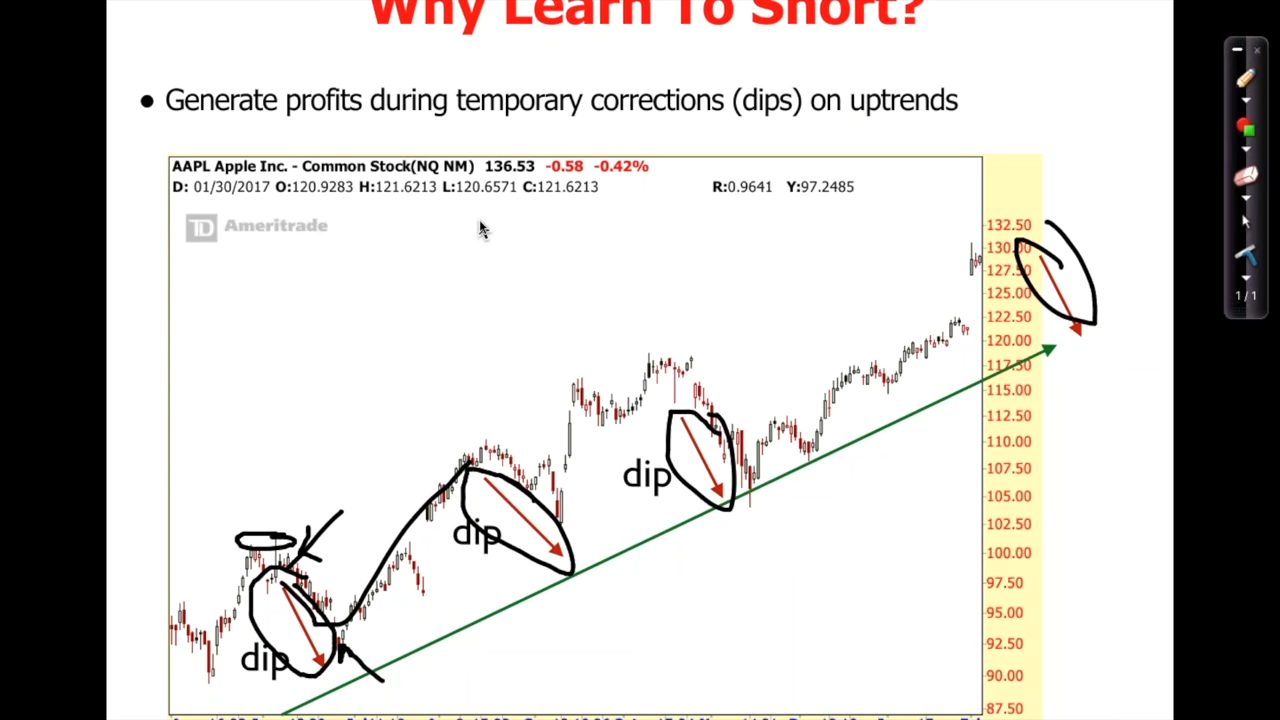 Why Learn To Short?
• Generate profits during temporary corrections (dips) on uptrends
AAPL Apple Inc. - Common Stock(NQ NM) 136.53 -0.58 -0.42%
D: 01/30/2017 O:120.9283 H:121.6213 L:120.6571 C:121.6213 R:0.9641 Y:97.2485
TD Ameritrade
132.50
130.00
127.50
125.00
122.50
120.00
117.50
115.00
112.50
110.00
107.50
105.00
102.50
100.00
97.50
95.00
92.50
90.00
87.50
dip
dip
dip
1/1